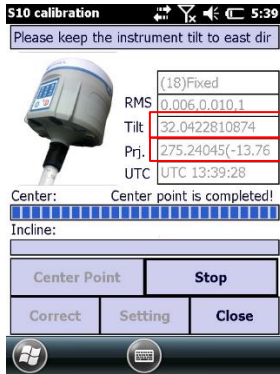 S10 calibration 5:39
Please keep the instrument tilt to east dir
(18)Fixed
RMS 0.006,0.010,1
Tilt 32.0422810874
Prj. 275.24045(-13.76
UTC UTC 13:39:28
Center: Center point is completed!
Incline:
Center Point Stop
Correct Setting Close